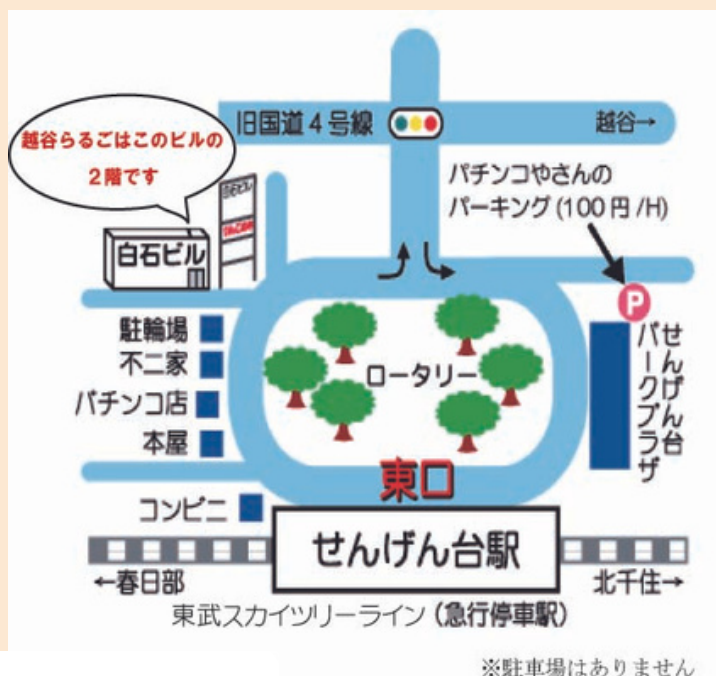 旧国道4号線
越谷→
越谷らるごはこのビルの
2階です
パチンコやさんの
パーキング(100円/H)
白石ビル
白石ビル
P
駐輪場
不二家
パチンコ店
本屋
ロータリー
せんげん台
パークプラザ
東口
コンビニ
せんげん台駅
←春日部
北千住→
東武スカイツリーライン(急行停車駅)
※駐車場はありません